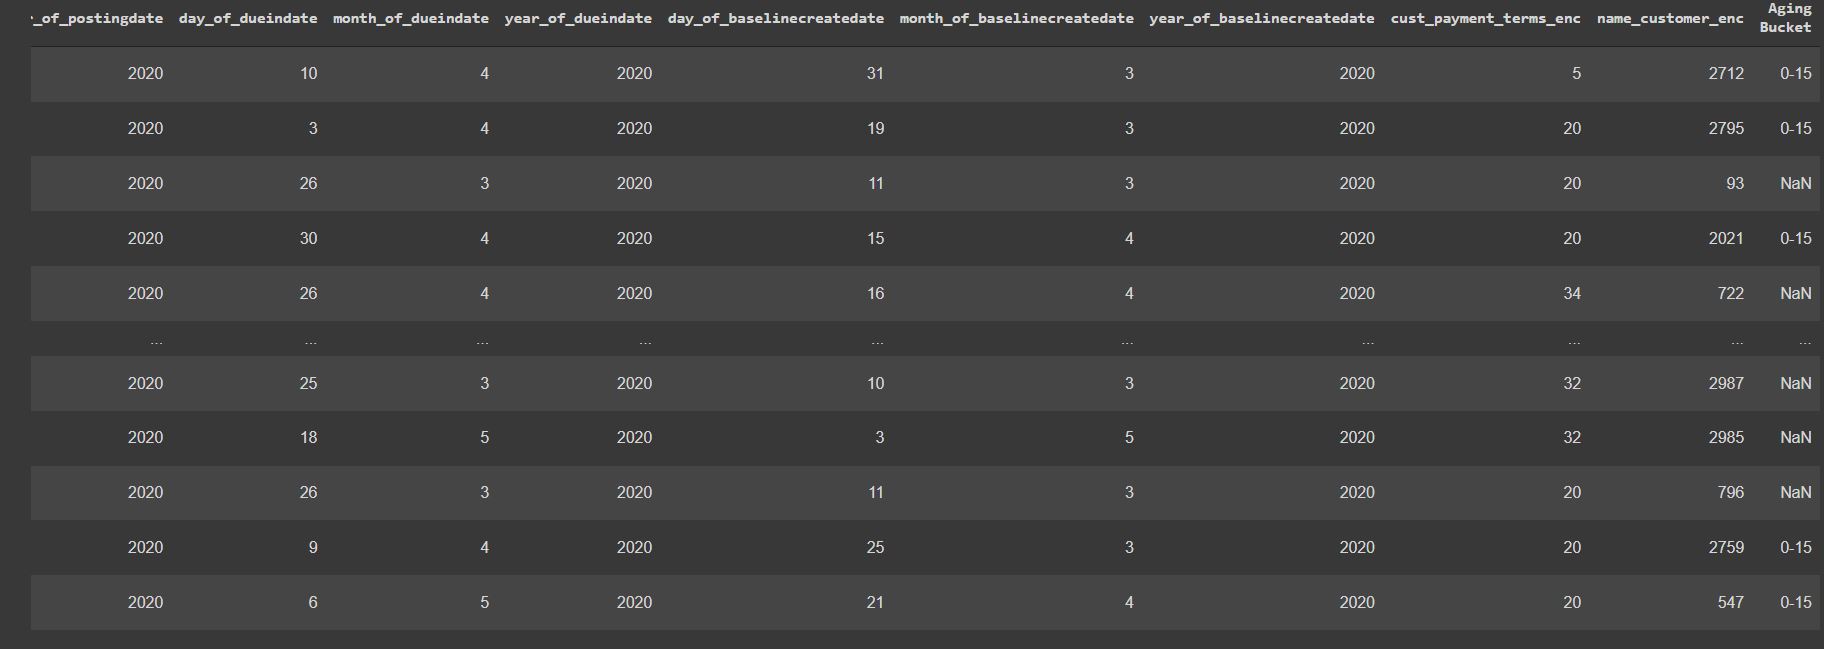 r_of_postingdate day_of_dueindate month_of_dueindate year_of_dueindate day_of_baselinecreatedate month_of_baselinecreatedate year_of_baselinecreatedate cust_payment_terms_enc name_customer_enc Aging Bucket
2020 10 4 2020 31 3 2020 5 2712 0-15
2020 3 4 2020 19 3 2020 20 2795 0-15
2020 26 3 2020 11 3 2020 20 93 NaN
2020 30 4 2020 15 4 2020 20 2021 0-15
2020 26 4 2020 16 4 2020 34 722 NaN
... ... ... ... ... ... ... ... ... ...
2020 25 3 2020 10 3 2020 32 2987 NaN
2020 18 5 2020 3 5 2020 32 2985 NaN
2020 26 3 2020 11 3 2020 20 796 NaN
2020 9 4 2020 25 3 2020 20 2759 0-15
2020 6 5 2020 21 4 2020 20 547 0-15